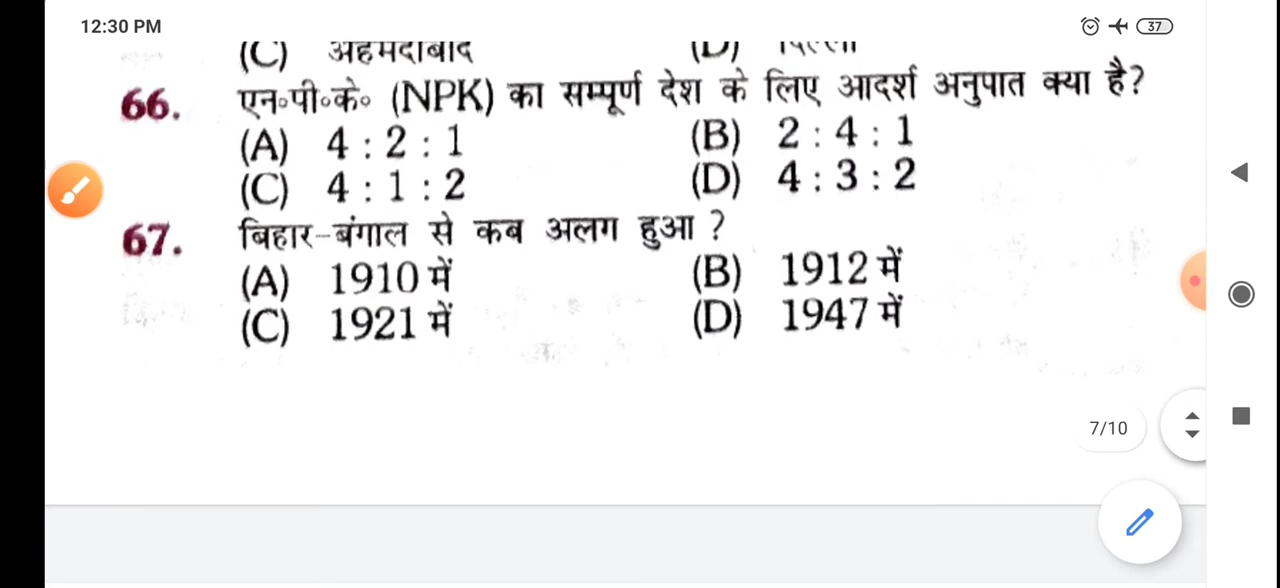 12:30 PM 37
(C) अहमदाबाद (D) दिल्ली
66. एन॰पी॰के॰ (NPK) का सम्पूर्ण देश के लिए आदर्श अनुपात क्या है?
(A) 4 : 2 : 1 (B) 2 : 4 : 1
(C) 4 : 1 : 2 (D) 4 : 3 : 2
67. बिहार-बंगाल से कब अलग हुआ ?
(A) 1910 में (B) 1912 में
(C) 1921 में (D) 1947 में
7/10